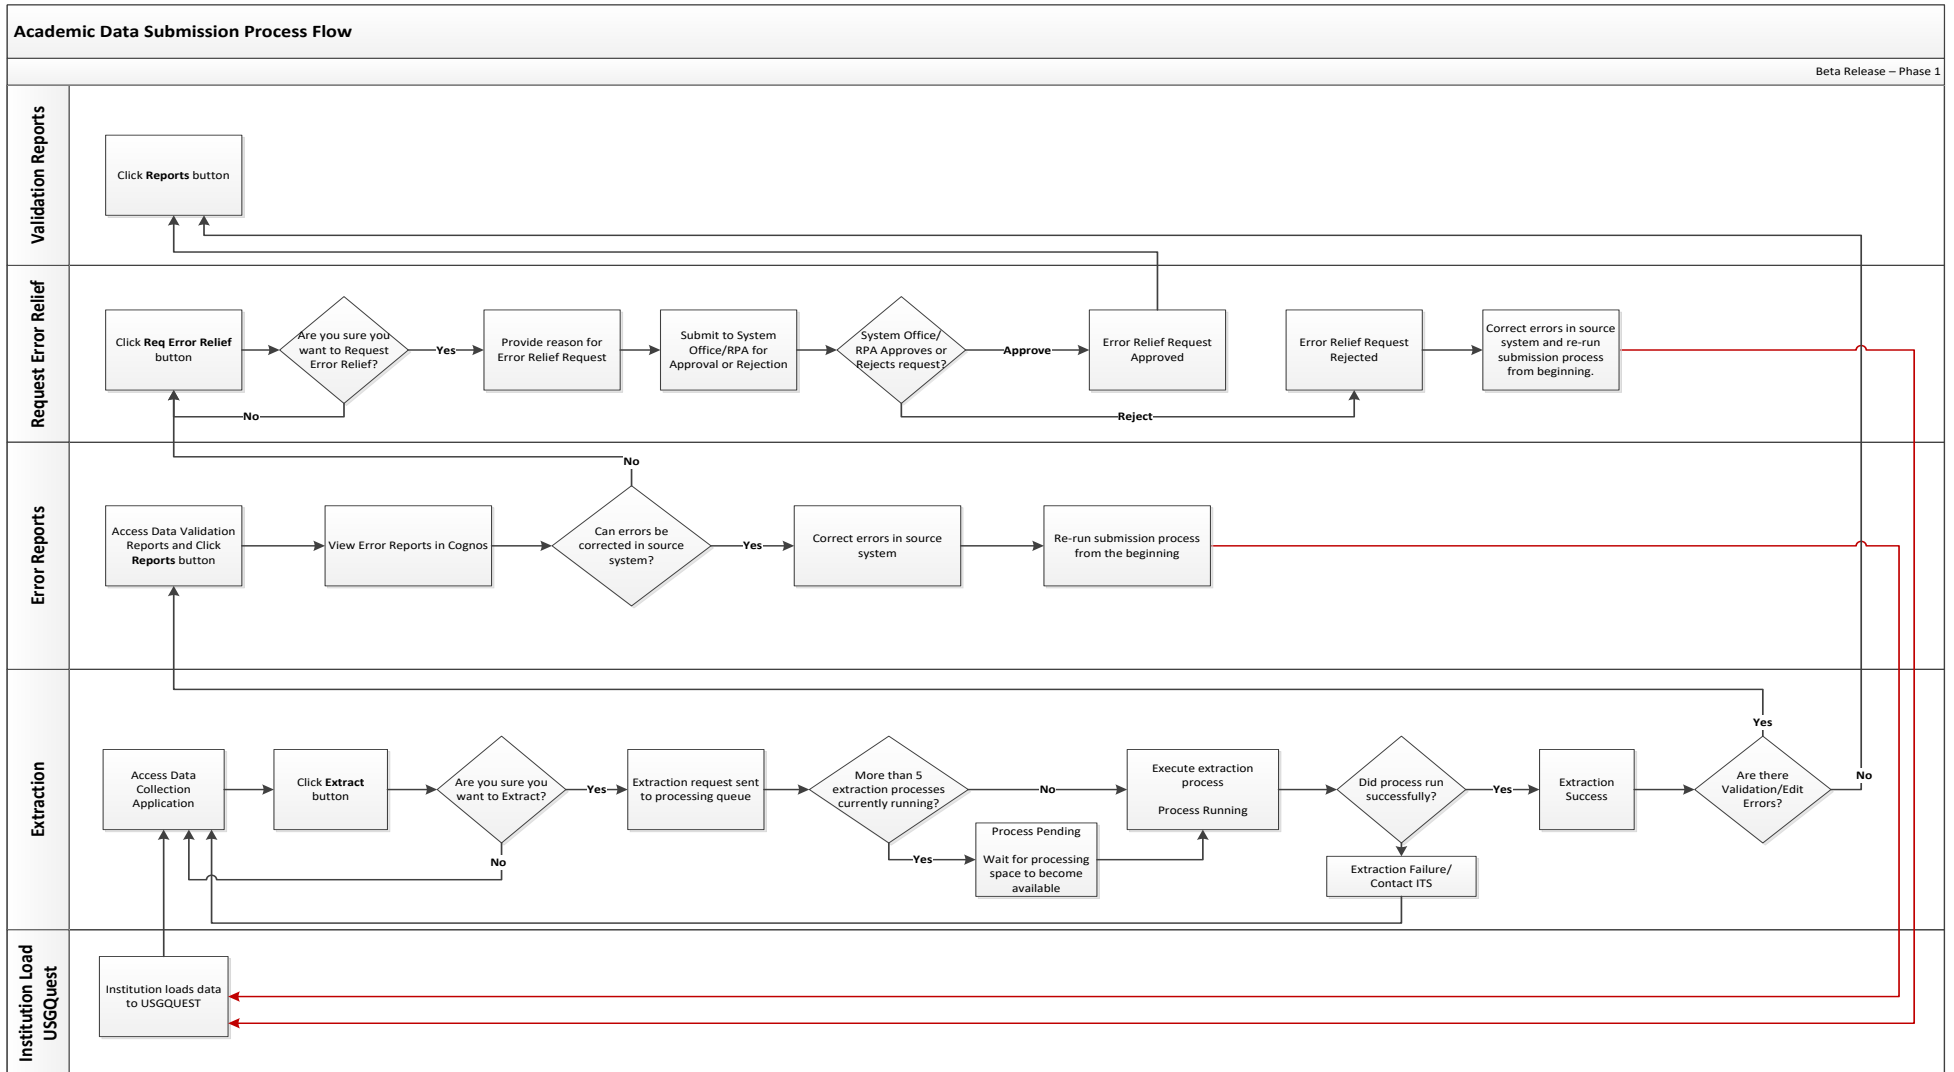 Academic Data Submission Process Flow
Beta Release – Phase 1
Validation Reports
Click Reports button
Request Error Relief
Click Req Error Relief
button
Are you sure you
want to Request
Error Relief?
Yes
No
Provide reason for
Error Relief Request
Submit to System
Office/RPA for
Approval or Rejection
System Office/
RPA Approves or
Rejects request?
Approve
Reject
Error Relief Request
Approved
Error Relief Request
Rejected
Correct errors in source
system and re-run
submission process
from beginning.
Error Reports
Access Data Validation
Reports and Click
Reports button
View Error Reports in Cognos
No
Can errors be
corrected in source
system?
Yes
Correct errors in source
system
Re-run submission process
from the beginning
Extraction
Access Data
Collection
Application
Click Extract
button
Are you sure you
want to Extract?
Yes
No
Extraction request sent
to processing queue
More than 5
extraction processes
currently running?
No
Yes
Process Pending
Wait for processing
space to become
available
Execute extraction
process
Process Running
Did process run
successfully?
Yes
Extraction Failure/
Contact ITS
Extraction
Success
Yes
Are there
Validation/Edit
Errors?
No
Institution Load
USGQuest
Institution loads data
to USGQUEST